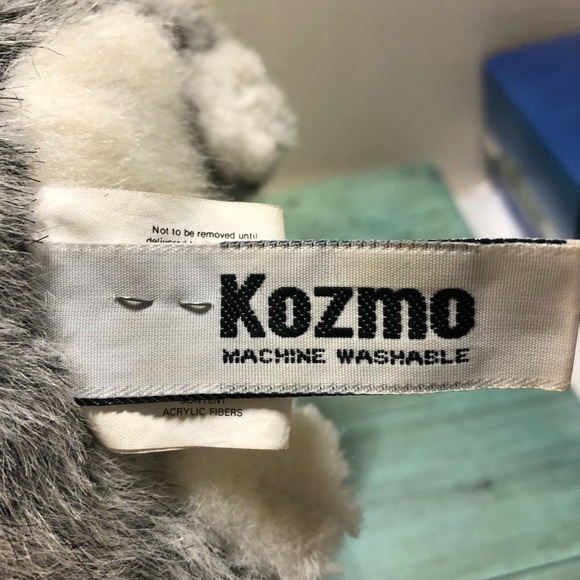 Not to be removed until
delivered
Kozmo
MACHINE WASHABLE
CONTENT
ACRYLIC FIBERS